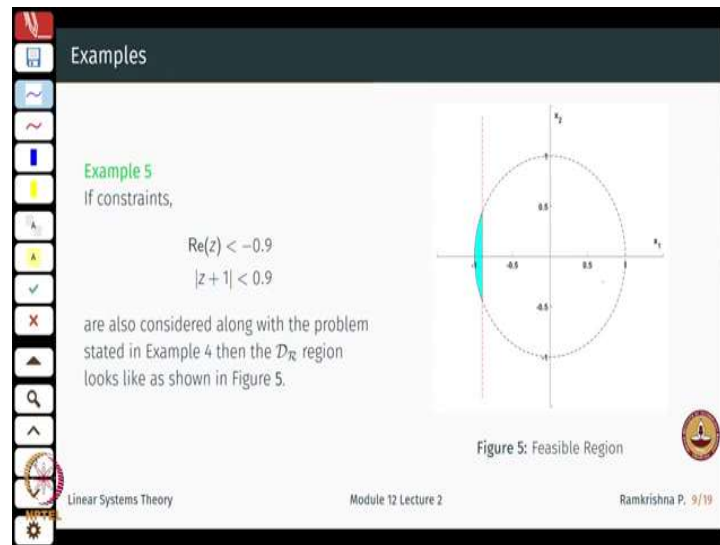 Examples
Example 5
If constraints,
Re(z) < −0.9
|z + 1| < 0.9
are also considered along with the problem
stated in Example 4 then the 𝒟_ℛ region
looks like as shown in Figure 5.
x₂
1
0.5
x₁
-1 -0.5 0.5 1
-0.5
-1
Figure 5: Feasible Region
NPTEL
Linear Systems Theory Module 12 Lecture 2 Ramkrishna P. 9/19